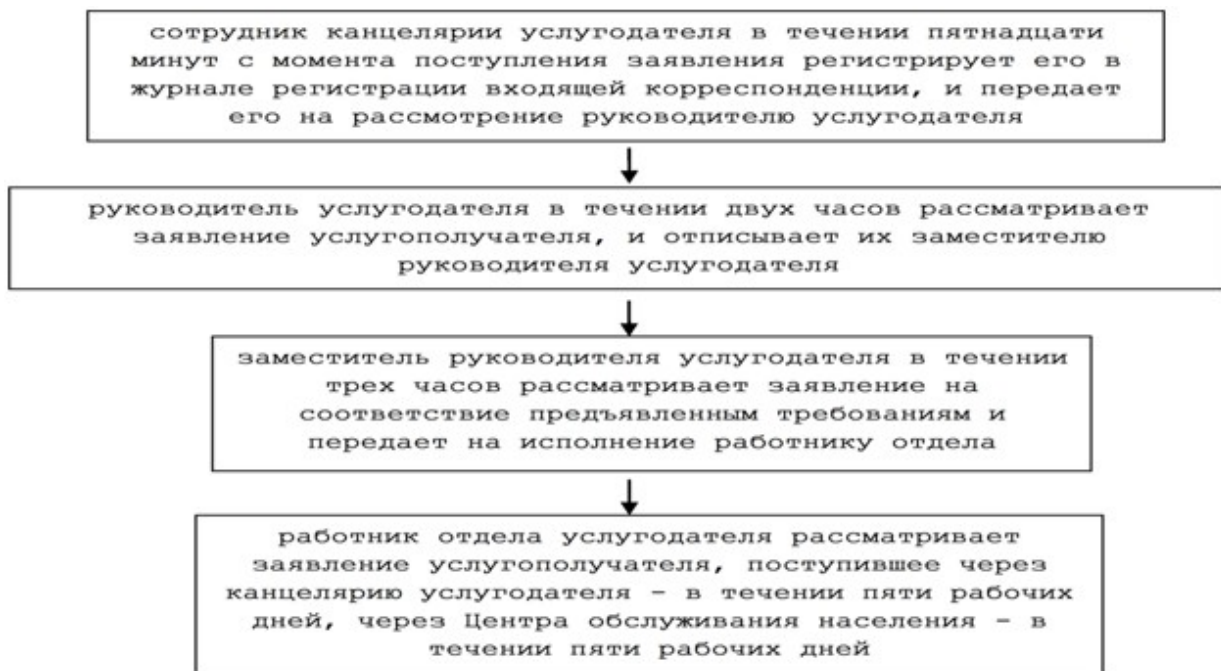 сотрудник канцелярии услугодателя в течении пятнадцати
минут с момента поступления заявления регистрирует его в
журнале регистрации входящей корреспонденции, и передает
его на рассмотрение руководителю услугодателя
руководитель услугодателя в течении двух часов рассматривает
заявление услугополучателя, и отписывает их заместителю
руководителя услугодателя
заместитель руководителя услугодателя в течении
трех часов рассматривает заявление на
соответствие предъявленным требованиям и
передает на исполнение работнику отдела
работник отдела услугодателя рассматривает
заявление услугополучателя, поступившее через
канцелярию услугодателя – в течении пяти рабочих
дней, через Центра обслуживания населения – в
течении пяти рабочих дней